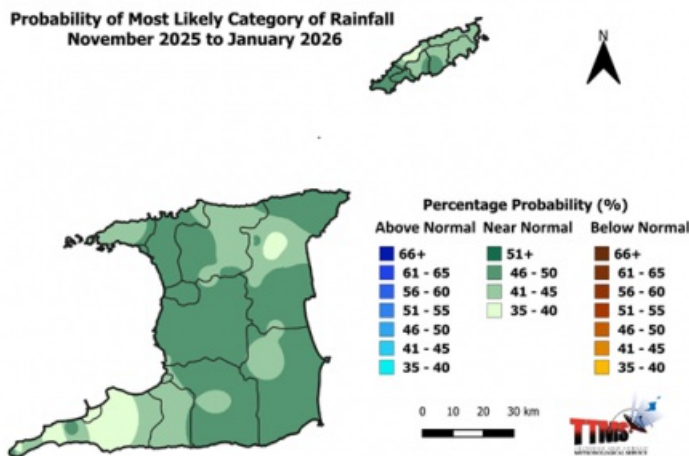 Probability of Most Likely Category of Rainfall
November 2025 to January 2026
N
Percentage Probability (%)
Above Normal Near Normal Below Normal
66+ 51+ 66+
61 - 65 46 - 50 61 - 65
56 - 60 41 - 45 56 - 60
51 - 55 35 - 40 51 - 55
46 - 50 46 - 50
41 - 45 41 - 45
35 - 40 35 - 40
0 10 20 30 km
TTMS
METEOROLOGICAL SERVICE